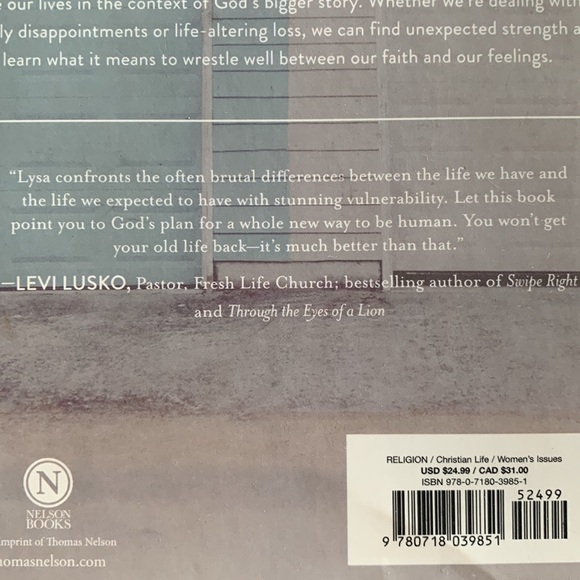 our lives in the context of God's bigger story. Whether we're dealing with
disappointments or life-altering loss, we can find unexpected strength
learn what it means to wrestle well between our faith and our feelings.
“Lysa confronts the often brutal differences between the life we have and
the life we expected to have with stunning vulnerability. Let this book
point you to God's plan for a whole new way to be human. You won't get
your old life back—it's much better than that.”
—LEVI LUSKO, Pastor, Fresh Life Church; bestselling author of Swipe Right
and Through the Eyes of a Lion
N
NELSON
BOOKS
mprint of Thomas Nelson
omasnelson.com
RELIGION / Christian Life / Women's Issues
USD $24.99 / CAD $31.00
ISBN 978-0-7180-3985-1
52499
9 780718 039851